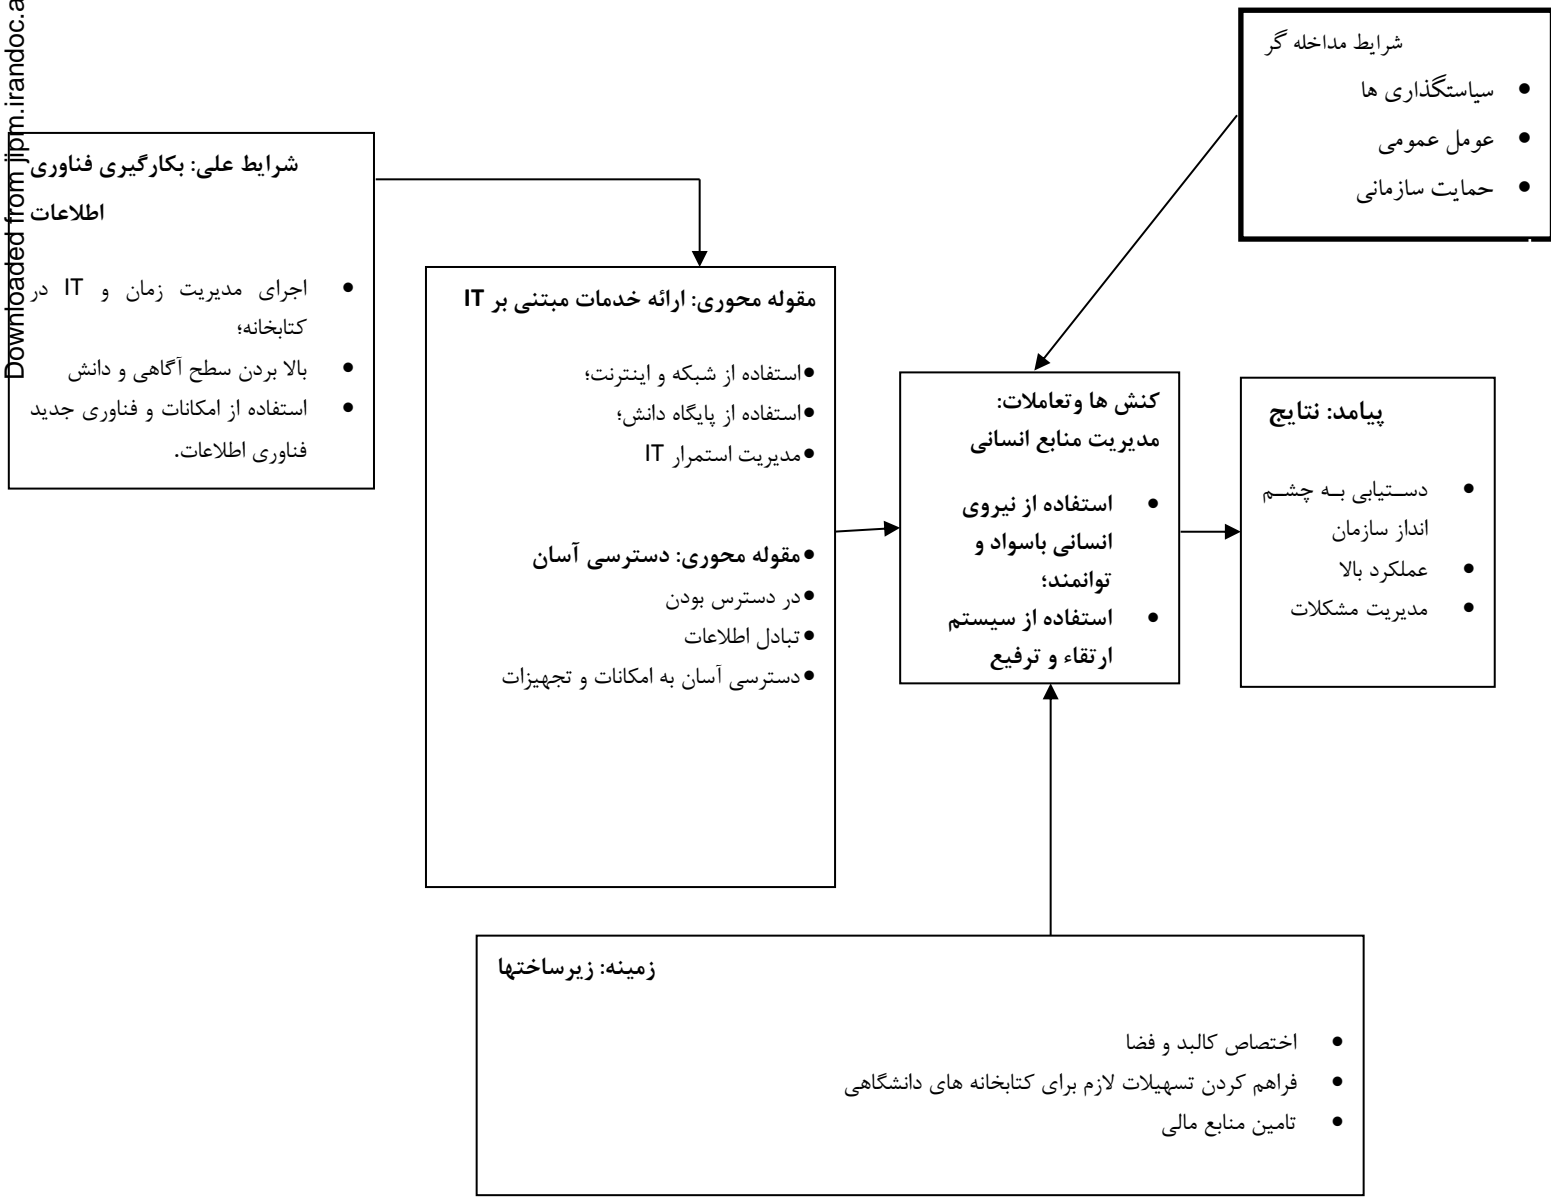 Downloaded from jipm.irandoc.a
شرایط مداخله گر
• سیاستگذاری ها
• عومل عمومی
• حمایت سازمانی
شرایط علی: بکارگیری فناوری
اطلاعات
• اجرای مدیریت زمان و IT در
کتابخانه؛
• بالا بردن سطح آگاهی و دانش
• استفاده از امکانات و فناوری جدید
فناوری اطلاعات.
مقوله محوری: ارائه خدمات مبتنی بر IT
• استفاده از شبکه و اینترنت؛
• استفاده از پایگاه دانش؛
• مدیریت استمرار IT
• مقوله محوری: دسترسی آسان
• در دسترس بودن
• تبادل اطلاعات
• دسترسی آسان به امکانات و تجهیزات
کنش ها وتعاملات:
مدیریت منابع انسانی
• استفاده از نیروی
انسانی باسواد و
توانمند؛
• استفاده از سیستم
ارتقاء و ترفیع
پیامد: نتایج
• دستیابی به چشم
انداز سازمان
• عملکرد بالا
• مدیریت مشکلات
زمینه: زیرساختها
• اختصاص کالبد و فضا
• فراهم کردن تسهیلات لازم برای کتابخانه های دانشگاهی
• تامین منابع مالی